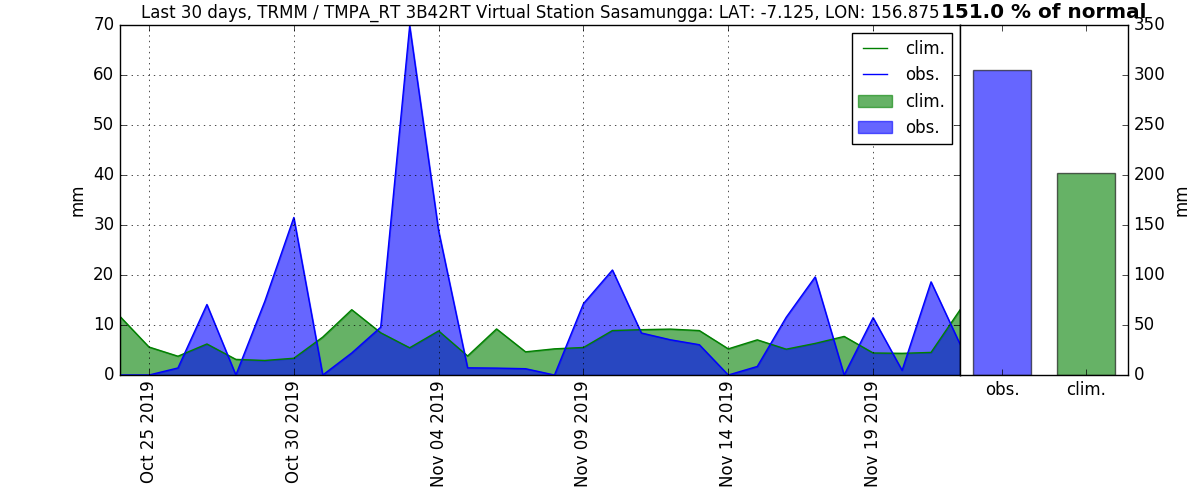 Last 30 days, TRMM / TMPA_RT 3B42RT Virtual Station Sasamungga: LAT: -7.125, LON: 156.875
151.0 % of normal
70
60
50
40
30
20
10
0
mm
clim.
obs.
clim.
obs.
Oct 25 2019
Oct 30 2019
Nov 04 2019
Nov 09 2019
Nov 14 2019
Nov 19 2019
350
300
250
200
150
100
50
0
mm
obs.
clim.